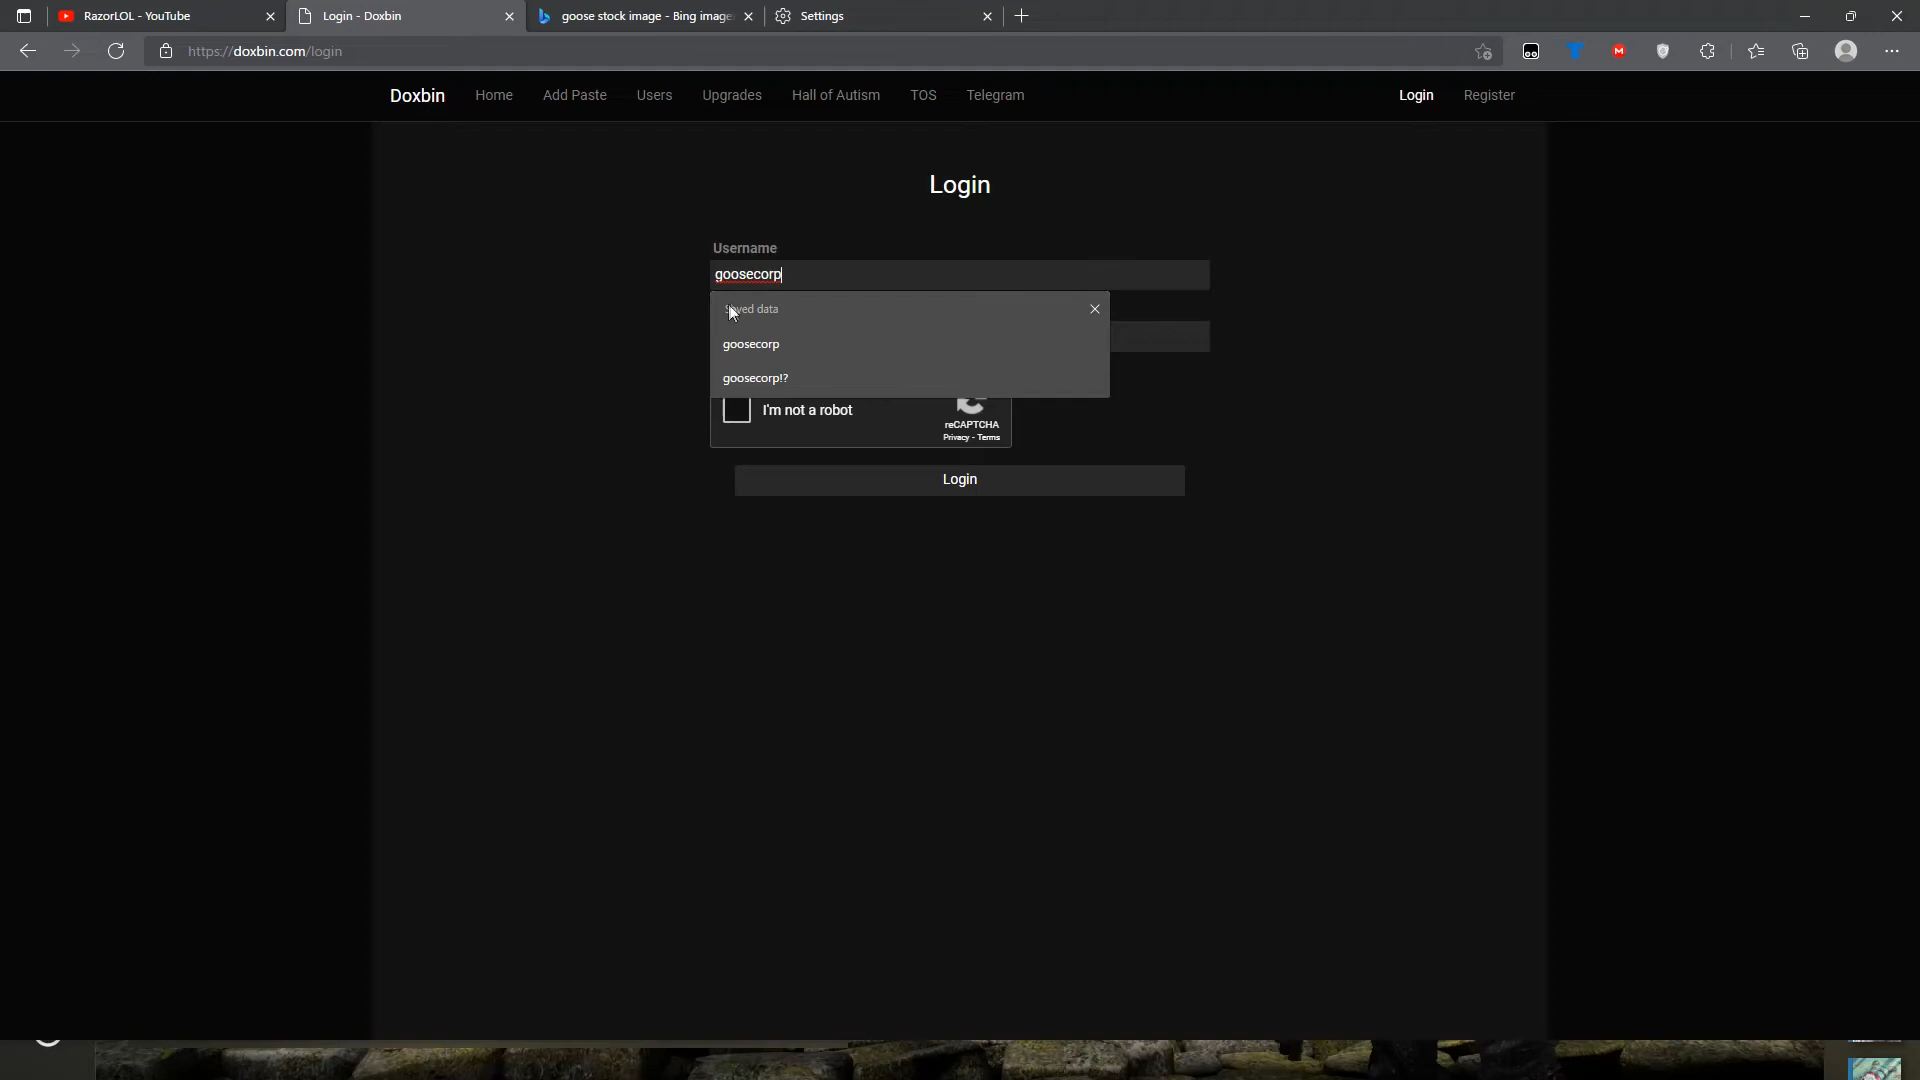 RazorLOL - YouTube
Login - Doxbin
goose stock image - Bing image
Settings
https://doxbin.com/login
Doxbin
Home
Add Paste
Users
Upgrades
Hall of Autism
TOS
Telegram
Login
Register
Login
Username
goosecorp
Saved data
goosecorp
goosecorp!?
I'm not a robot
reCAPTCHA
Privacy - Terms
Login